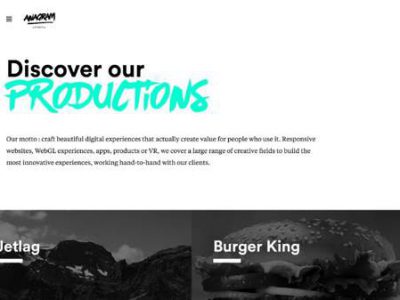 ANAGRAM
Discover our
PRODUCTIONS
Our motto : craft beautiful digital experiences that actually create value for people who use it. Responsive
websites, WebGL experiences, apps, products or VR, we cover a large range of creative fields to build the
most innovative experiences, working hand-to-hand with our clients.
Jetlag
Burger King